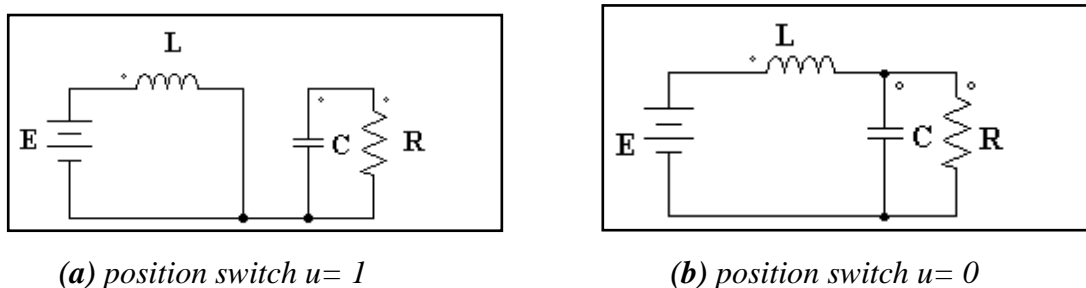 L
E
C
R
L
E
C
R
(a) position switch u= 1
(b) position switch u= 0